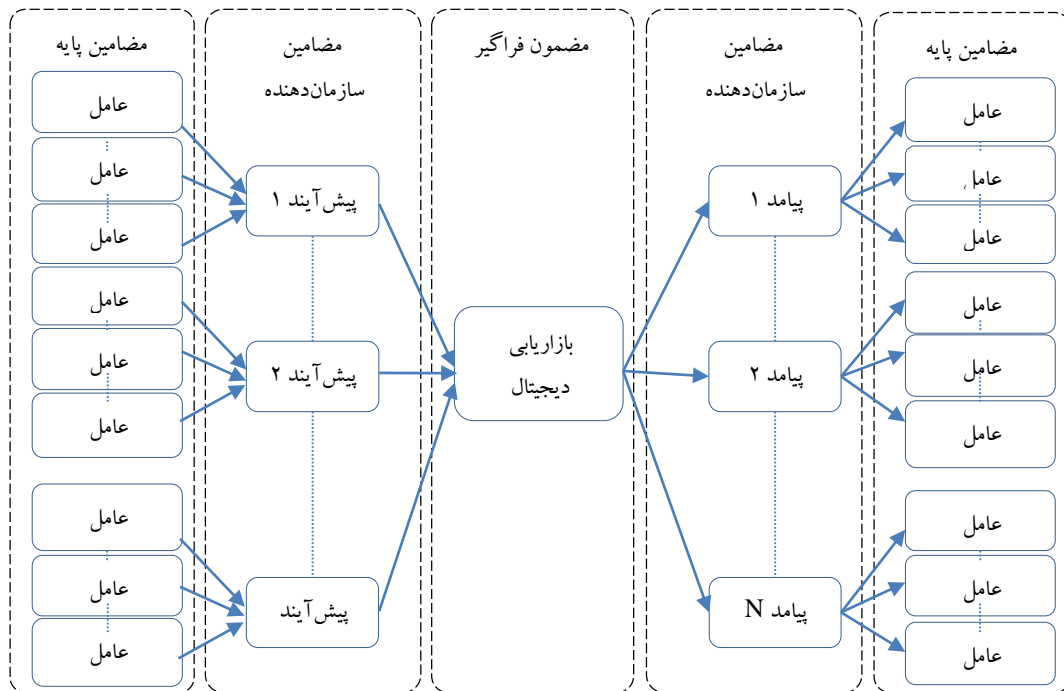 مضامین پایه
عامل
عامل
عامل
عامل
عامل
عامل
عامل
عامل
عامل
مضامین
سازمان‌دهنده
پیامد ۱
پیامد ۲
پیامد N
مضمون فراگیر
بازاریابی
دیجیتال
مضامین
سازمان‌دهنده
پیش‌آیند ۱
پیش‌آیند ۲
پیش‌آیند
مضامین پایه
عامل
عامل
عامل
عامل
عامل
عامل
عامل
عامل
عامل